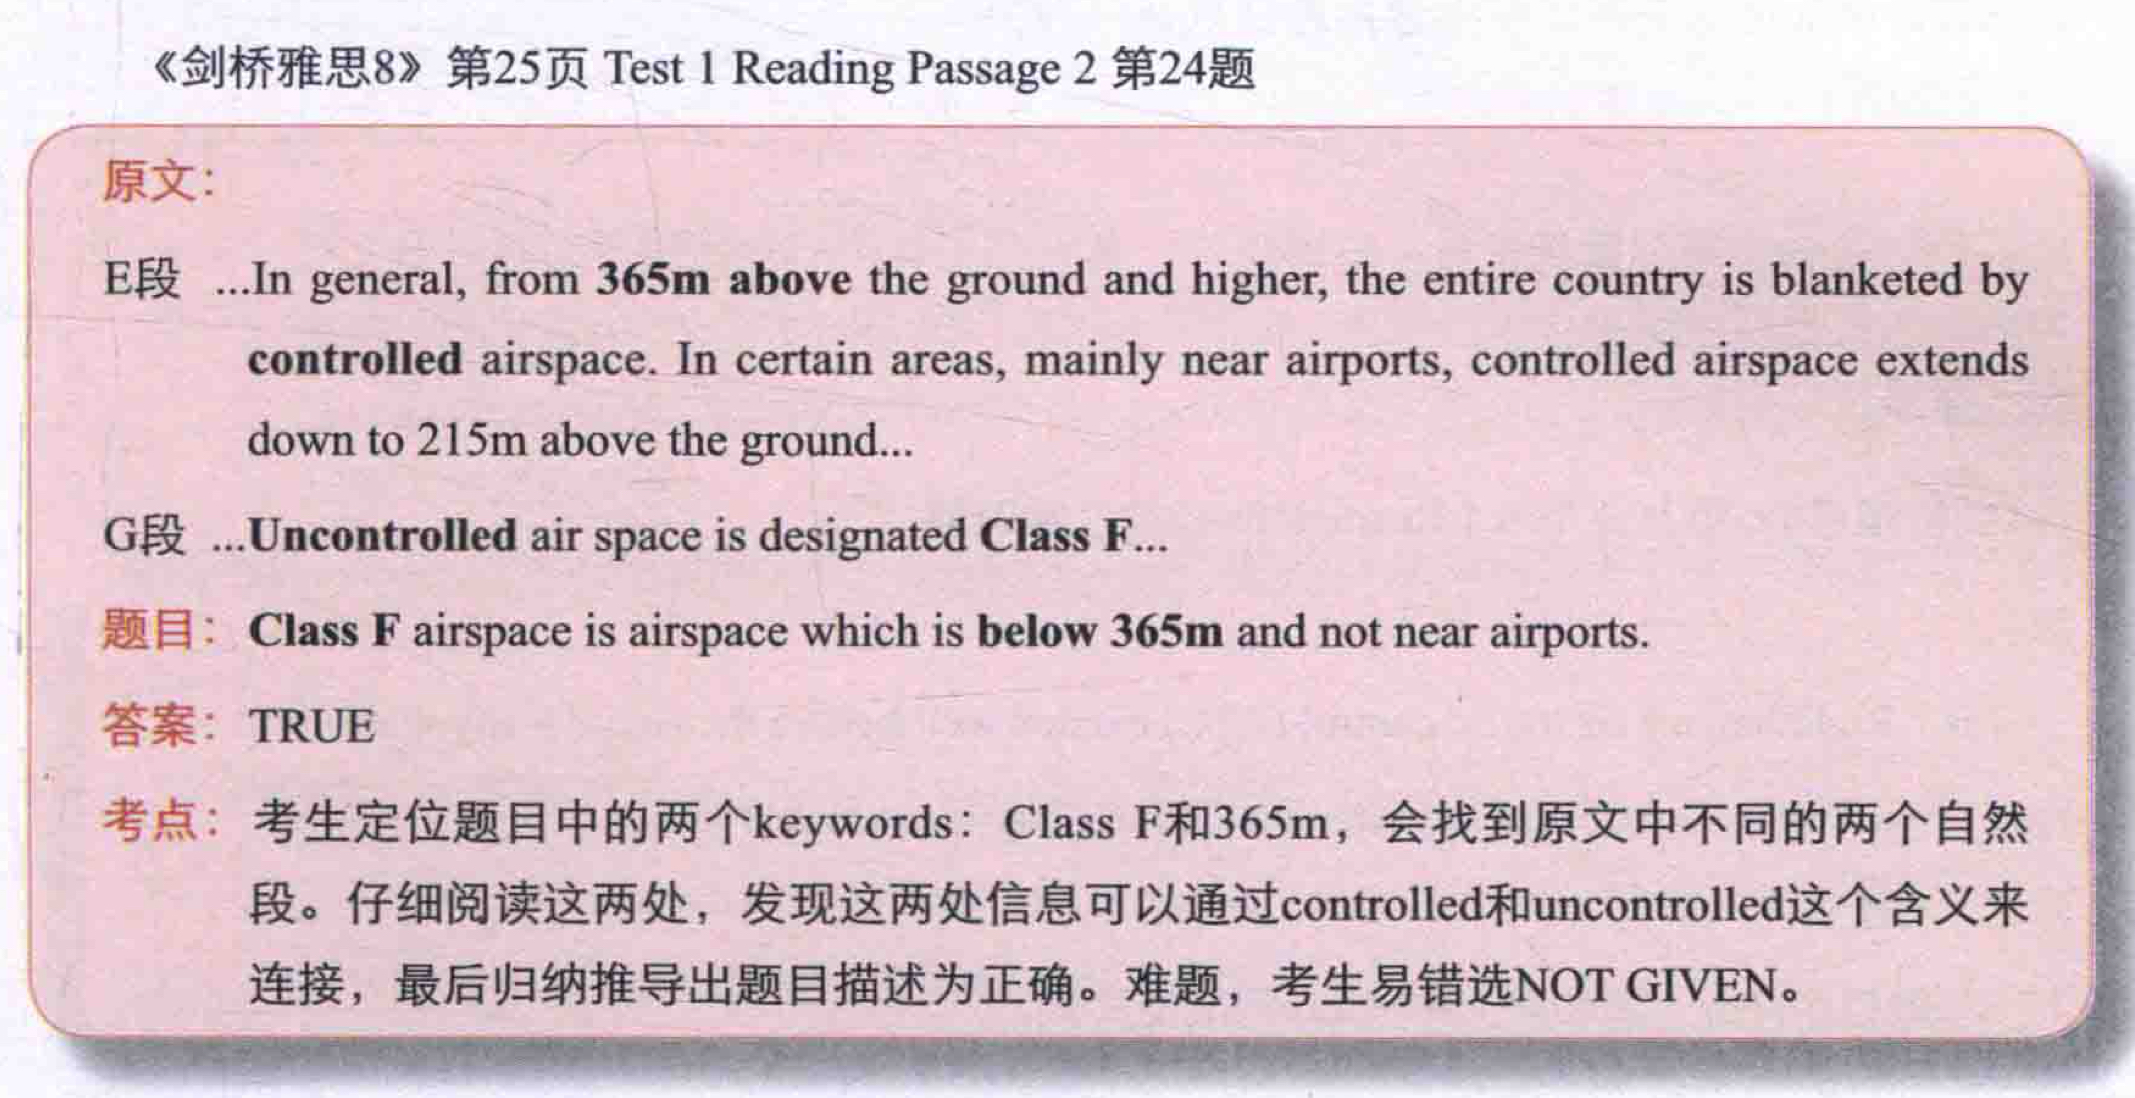 《剑桥雅思8》第25页 Test 1 Reading Passage 2 第24题
原文：
E段 ...In general, from 365m above the ground and higher, the entire country is blanketed by
controlled airspace. In certain areas, mainly near airports, controlled airspace extends
down to 215m above the ground...
G段 ...Uncontrolled air space is designated Class F...
题目： Class F airspace is airspace which is below 365m and not near airports.
答案： TRUE
考点： 考生定位题目中的两个keywords：Class F和365m，会找到原文中不同的两个自然
段。仔细阅读这两处，发现这两处信息可以通过controlled和uncontrolled这个含义来
连接，最后归纳推导出题目描述为正确。难题，考生易错选NOT GIVEN。